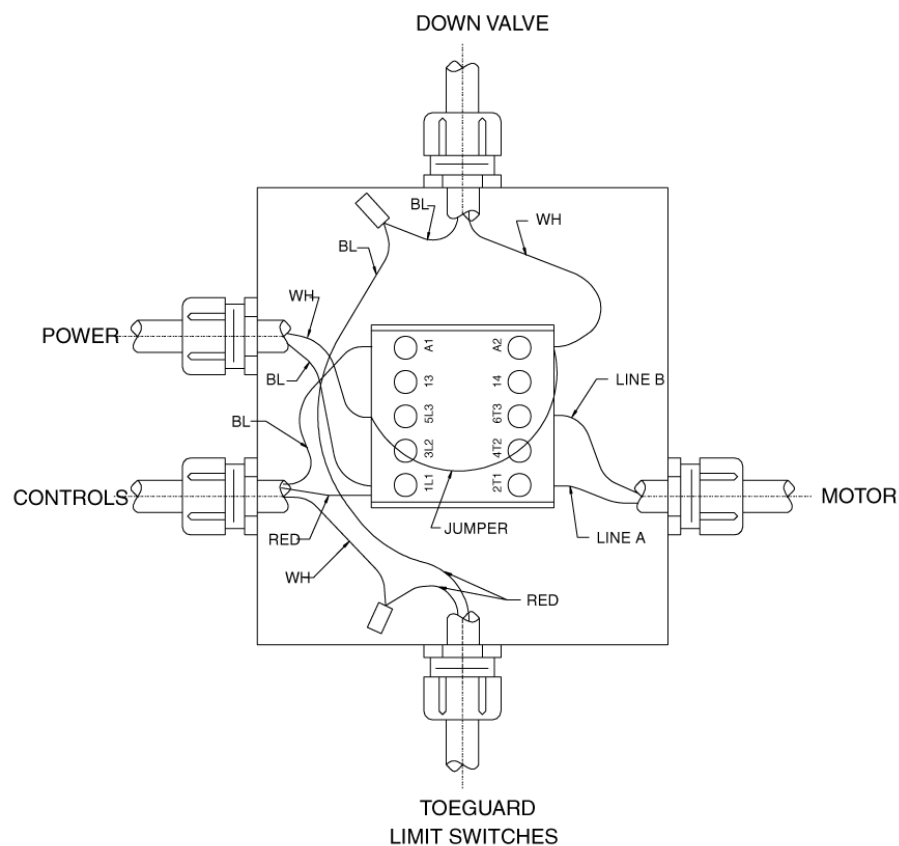 DOWN VALVE
BL
WH
BL
WH
POWER
A1
A2
BL
13
14
LINE B
5L3
6T3
BL
3L2
4T2
1L1
2T1
CONTROLS
MOTOR
RED
JUMPER
LINE A
WH
RED
TOEGUARD
LIMIT SWITCHES